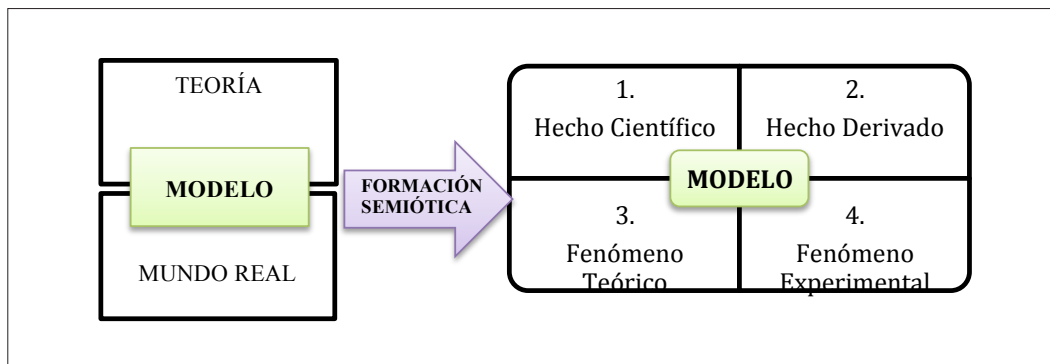 TEORÍA
MODELO
MUNDO REAL
FORMACIÓN
SEMIÓTICA
1.
Hecho Científico
2.
Hecho Derivado
MODELO
3.
Fenómeno
Teórico
4.
Fenómeno
Experimental